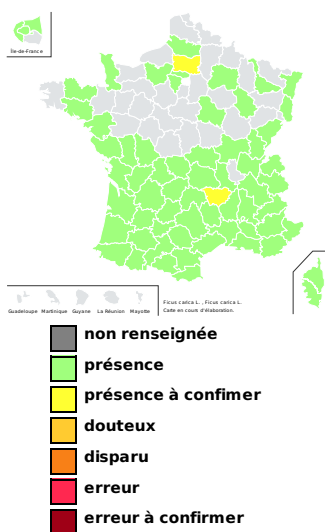 Île-de-France
Guadeloupe Martinique Guyane La Réunion Mayotte
Ficus carica L. , Ficus carica L.
Carte en cours d'élaboration.
non renseignée
présence
présence à confimer
douteux
disparu
erreur
erreur à confirmer